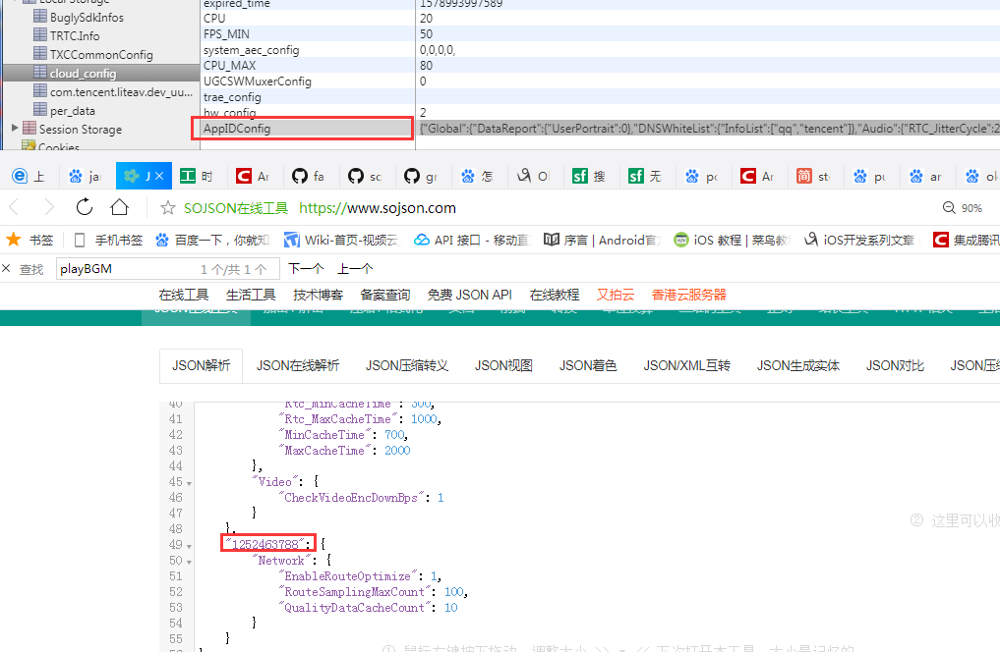 Local Storage
BuglySdkInfos
TRTC.Info
TXCCommonConfig
cloud_config
com.tencent.liteav.dev_uu...
per_data
Session Storage
Cookies
expired_time 1578993997589
CPU 20
FPS_MIN 50
system_aec_config 0,0,0,0,
CPU_MAX 80
UGCSWMuxerConfig 0
trae_config
hw_config 2
AppIDConfig {"Global":{"DataReport":{"UserPortrait":0},"DNSWhiteList":{"InfoList":["qq","tencent"]},"Audio":{"RTC_JitterCycle":2
上 ja J X 时 Ar fa sc gr 怎 Ol 搜 无 pc Ar 简 st pu ar ol
SOJSON在线工具 https://www.sojson.com 90%
书签 手机书签 百度一下，你就知 Wiki-首页-视频云 API 接口 - 移动直 序言 | Android官 iOS 教程 | 菜鸟教 iOS开发系列文章 集成腾讯
查找 playBGM 1 个/共 1 个 下一个 上一个
在线工具 生活工具 技术博客 备案查询 免费 JSON API 在线教程 又拍云 香港云服务器
JSON解析 JSON在线解析 JSON压缩转义 JSON视图 JSON着色 JSON/XML互转 JSON生成实体 JSON对比 JSON压缩
40 "Rtc_MinCacheTime": 300,
41 "Rtc_MaxCacheTime": 1000,
42 "MinCacheTime": 700,
43 "MaxCacheTime": 2000
44 },
45 "Video": {
46 "CheckVideoEncDownBps": 1
47 }
48 },
49 "1252463788": {
50 "Network": {
51 "EnableRouteOptimize": 1,
52 "RouteSamplingMaxCount": 100,
53 "QualityDataCacheCount": 10
54 }
55 }
② 这里可以收
① 鼠标右键按下拖动，调整大小 >> * << 下次打开本工具，大小是记忆的